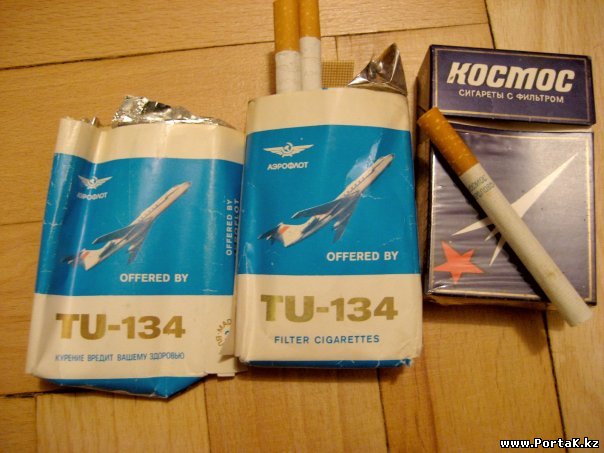 АЭРОФЛОТ
OFFERED BY
TU-134
КУРЕНИЕ ВРЕДИТ ВАШЕМУ ЗДОРОВЬЮ
OFFERED BY
АЭРОФЛОТ
OFFERED BY
TU-134
FILTER CIGARETTES
КОСМОС
СИГАРЕТЫ С ФИЛЬТРОМ
КОСМОС
www.PortaK.kz